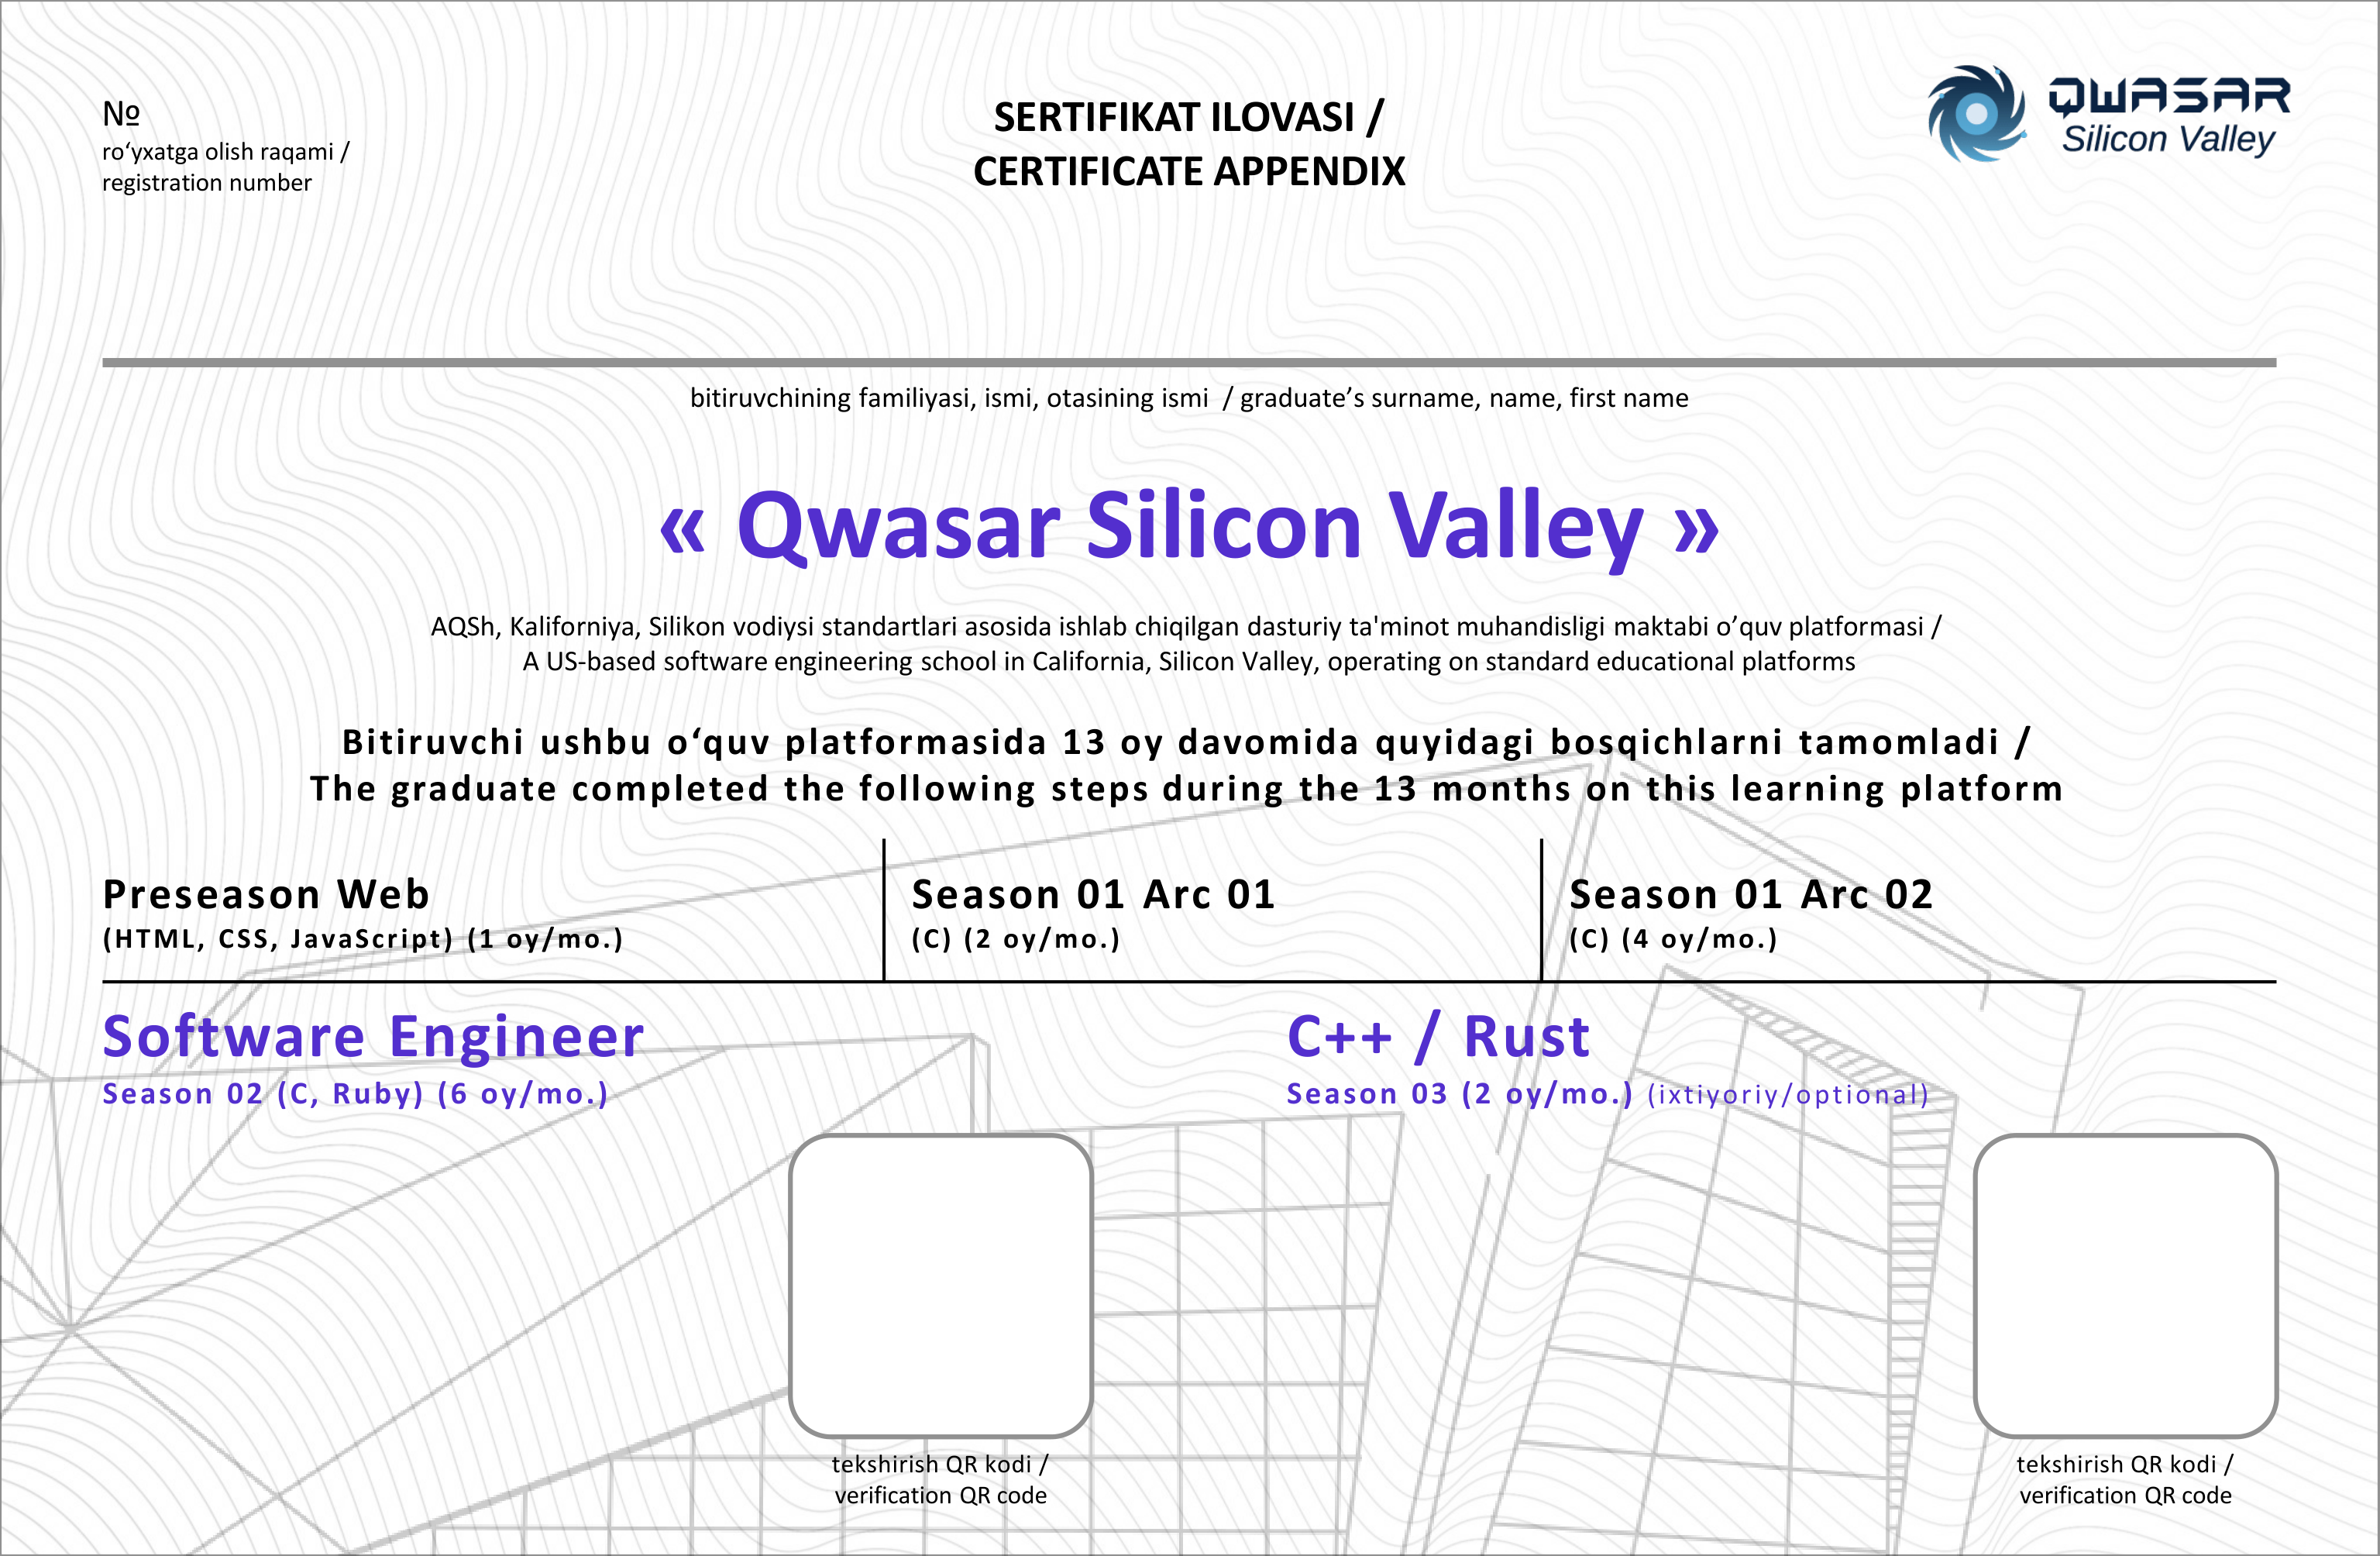 №
ro‘yxatga olish raqami /
registration number
SERTIFIKAT ILOVASI /
CERTIFICATE APPENDIX
QWASAR
Silicon Valley
bitiruvchining familiyasi, ismi, otasining ismi / graduate’s surname, name, first name
« Qwasar Silicon Valley »
AQSh, Kaliforniya, Silikon vodiysi standartlari asosida ishlab chiqilgan dasturiy ta'minot muhandisligi maktabi o’quv platformasi /
A US-based software engineering school in California, Silicon Valley, operating on standard educational platforms
Bitiruvchi ushbu o‘quv platformasida 13 oy davomida quyidagi bosqichlarni tamomladi /
The graduate completed the following steps during the 13 months on this learning platform
Preseason Web
(HTML, CSS, JavaScript) (1 oy/mo.)
Season 01 Arc 01
(C) (2 oy/mo.)
Season 01 Arc 02
(C) (4 oy/mo.)
Software Engineer
Season 02 (C, Ruby) (6 oy/mo.)
C++ / Rust
Season 03 (2 oy/mo.) (ixtiyoriy/optional)
tekshirish QR kodi /
verification QR code
tekshirish QR kodi /
verification QR code